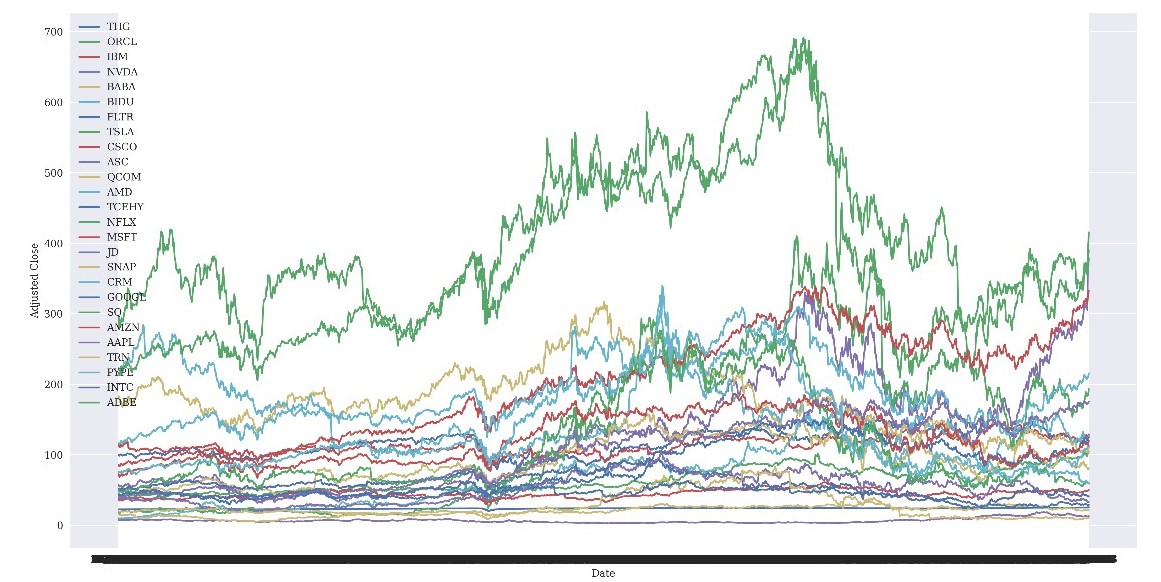 700
600
500
400
300
200
100
0
Adjusted Close
THG
ORCL
IBM
NVDA
BABA
BIDU
FLTR
TSLA
CSCO
ASC
QCOM
AMD
TCEHY
NFLX
MSFT
JD
SNAP
CRM
GOOGL
SQ
AMZN
AAPL
TRN
PYPL
INTC
ADBE
Date